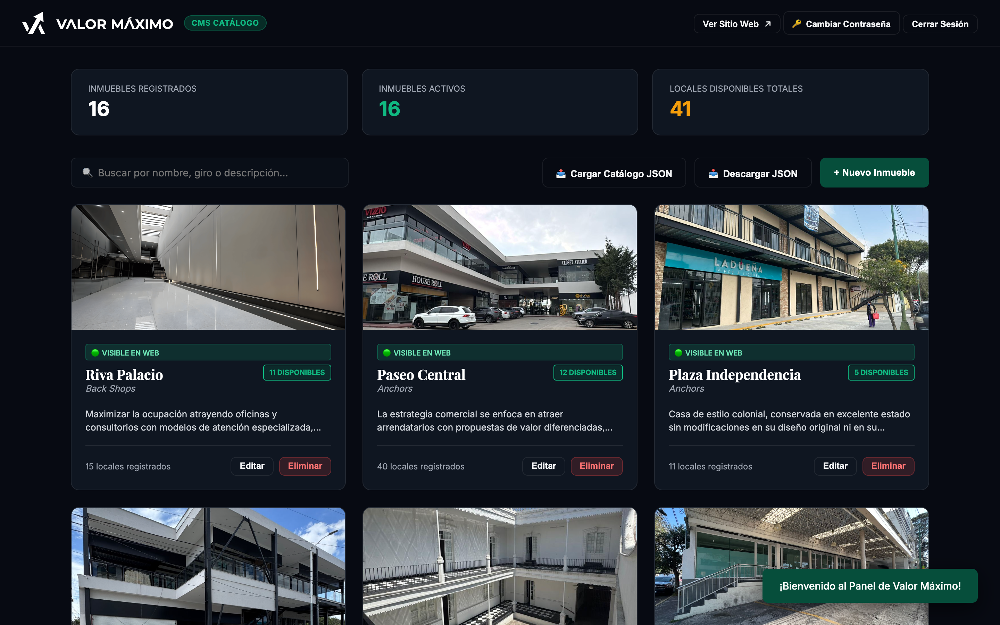 VALOR MÁXIMO
CMS CATÁLOGO
Ver Sitio Web ↗
🔑 Cambiar Contraseña
Cerrar Sesión
INMUEBLES REGISTRADOS
16
INMUEBLES ACTIVOS
16
LOCALES DISPONIBLES TOTALES
41
🔍 Buscar por nombre, giro o descripción...
📤 Cargar Catálogo JSON
📥 Descargar JSON
+ Nuevo Inmueble
VIZZIO
BAR & LOUNGE
VIZZIO
CLOSET ATELIER
E ROLL
HOUSE ROLL
d-uñas
LADUEÑA
VINOS & LICORES
🟢 VISIBLE EN WEB
Riva Palacio
11 DISPONIBLES
Back Shops
Maximizar la ocupación atrayendo oficinas y
consultorios con modelos de atención especializada,...
15 locales registrados
Editar
Eliminar
🟢 VISIBLE EN WEB
Paseo Central
12 DISPONIBLES
Anchors
La estrategia comercial se enfoca en atraer
arrendatarios con propuestas de valor diferenciadas,...
40 locales registrados
Editar
Eliminar
🟢 VISIBLE EN WEB
Plaza Independencia
5 DISPONIBLES
Anchors
Casa de estilo colonial, conservada en excelente estado
sin modificaciones en su diseño original ni en su...
11 locales registrados
Editar
Eliminar
¡Bienvenido al Panel de Valor Máximo!